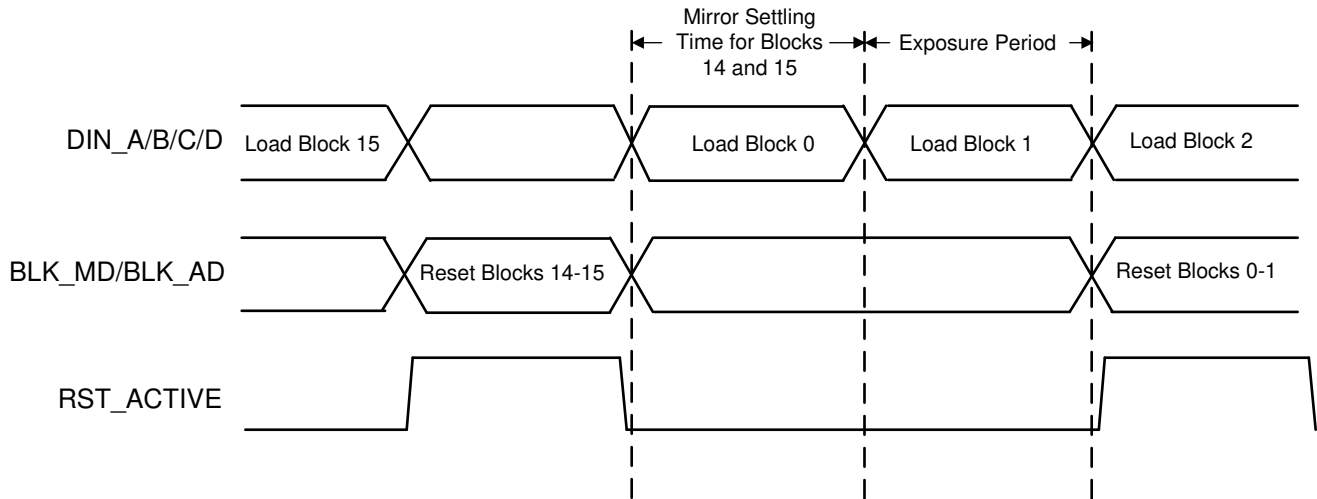 Mirror Settling
Time for Blocks
14 and 15
Exposure Period
DIN_A/B/C/D
Load Block 15
Load Block 0
Load Block 1
Load Block 2
BLK_MD/BLK_AD
Reset Blocks 14-15
Reset Blocks 0-1
RST_ACTIVE